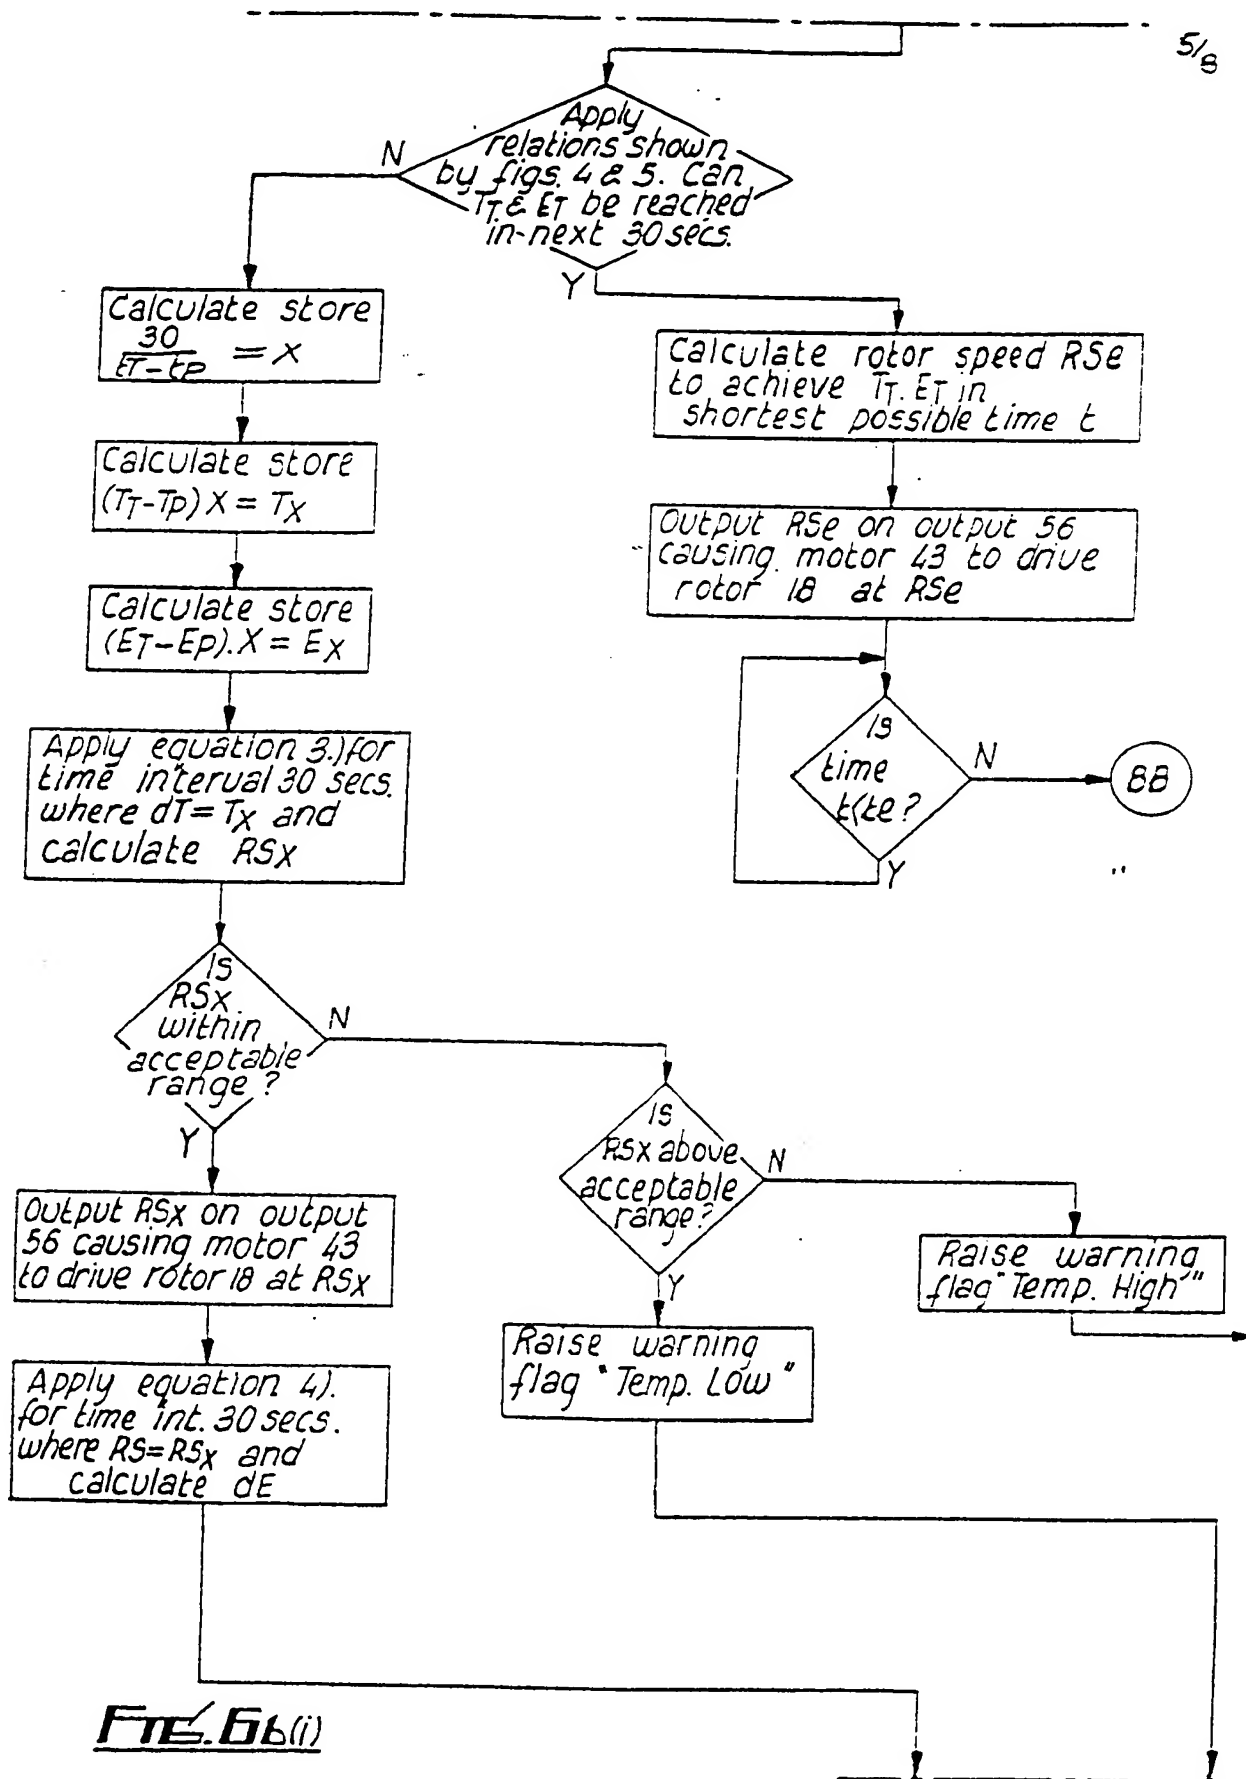 5/8
Apply
relations shown
by figs. 4 & 5. Can
TT & ET be reached
in next 30 secs.
N
Y
Calculate store
30
tT-tp = X
Calculate store
(TT-Tp) X = TX
Calculate store
(ET-Ep).X = EX
Apply equation 3.) for
time interval 30 secs.
where dT = TX and
calculate RSX
Is
RSX
within
acceptable
range?
N
Y
Output RSX on output
56 causing motor 43
to drive rotor 18 at RSX
Apply equation 4).
for time int. 30 secs.
where RS=RSX and
calculate dE
Calculate rotor speed RSe
to achieve TT. ET in
shortest possible time t
Output RSe on output 56
causing motor 43 to drive
rotor 18 at RSe
Is
time
t<te?
N
BB
Y
Is
RSX above
acceptable
range?
N
Y
Raise warning
flag "Temp. High"
Raise warning
flag "Temp. Low"
FIG. 6b(i)